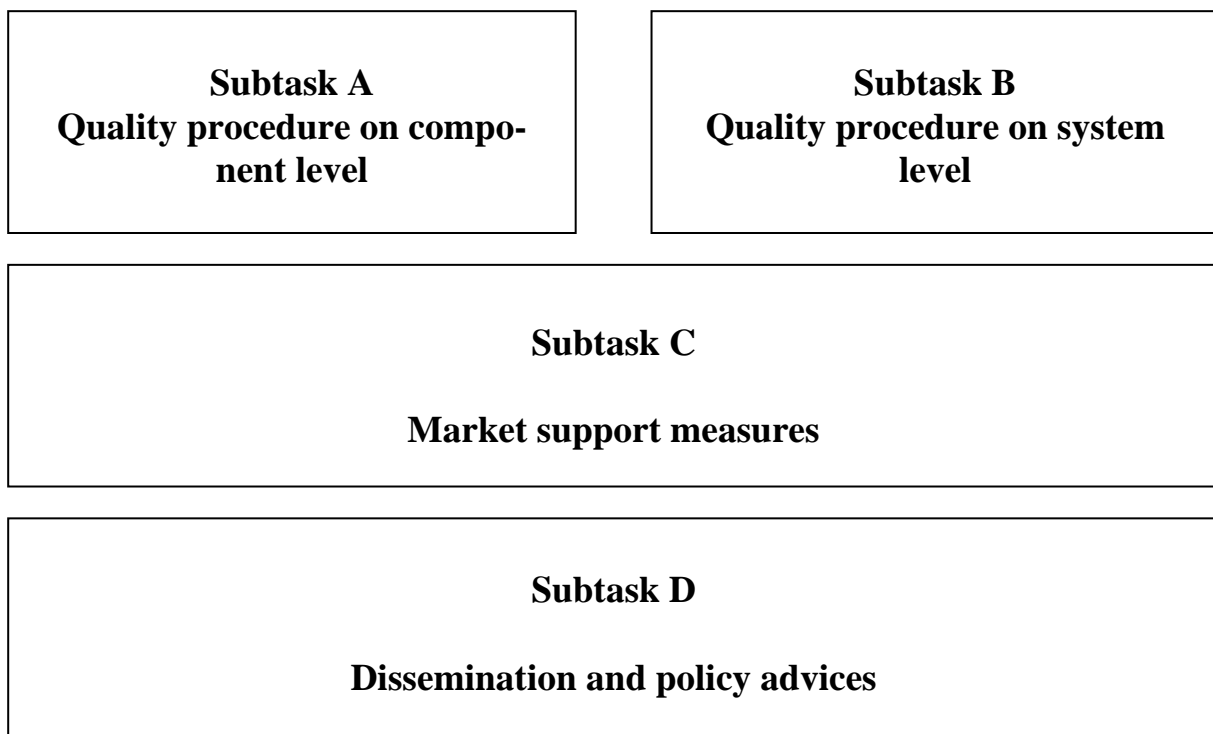 Subtask A
Quality procedure on compo-
nent level
Subtask B
Quality procedure on system
level
Subtask C
Market support measures
Subtask D
Dissemination and policy advices